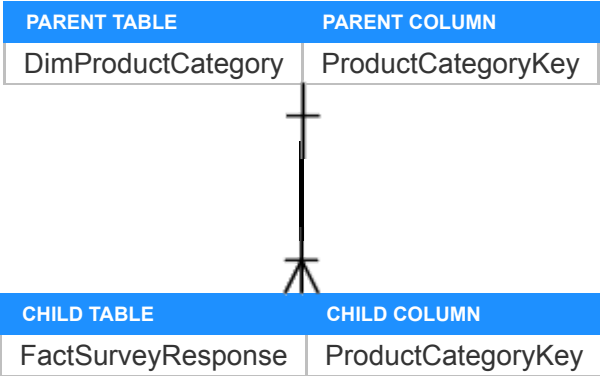 PARENT TABLE PARENT COLUMN
DimProductCategory ProductCategoryKey
CHILD TABLE CHILD COLUMN
FactSurveyResponse ProductCategoryKey